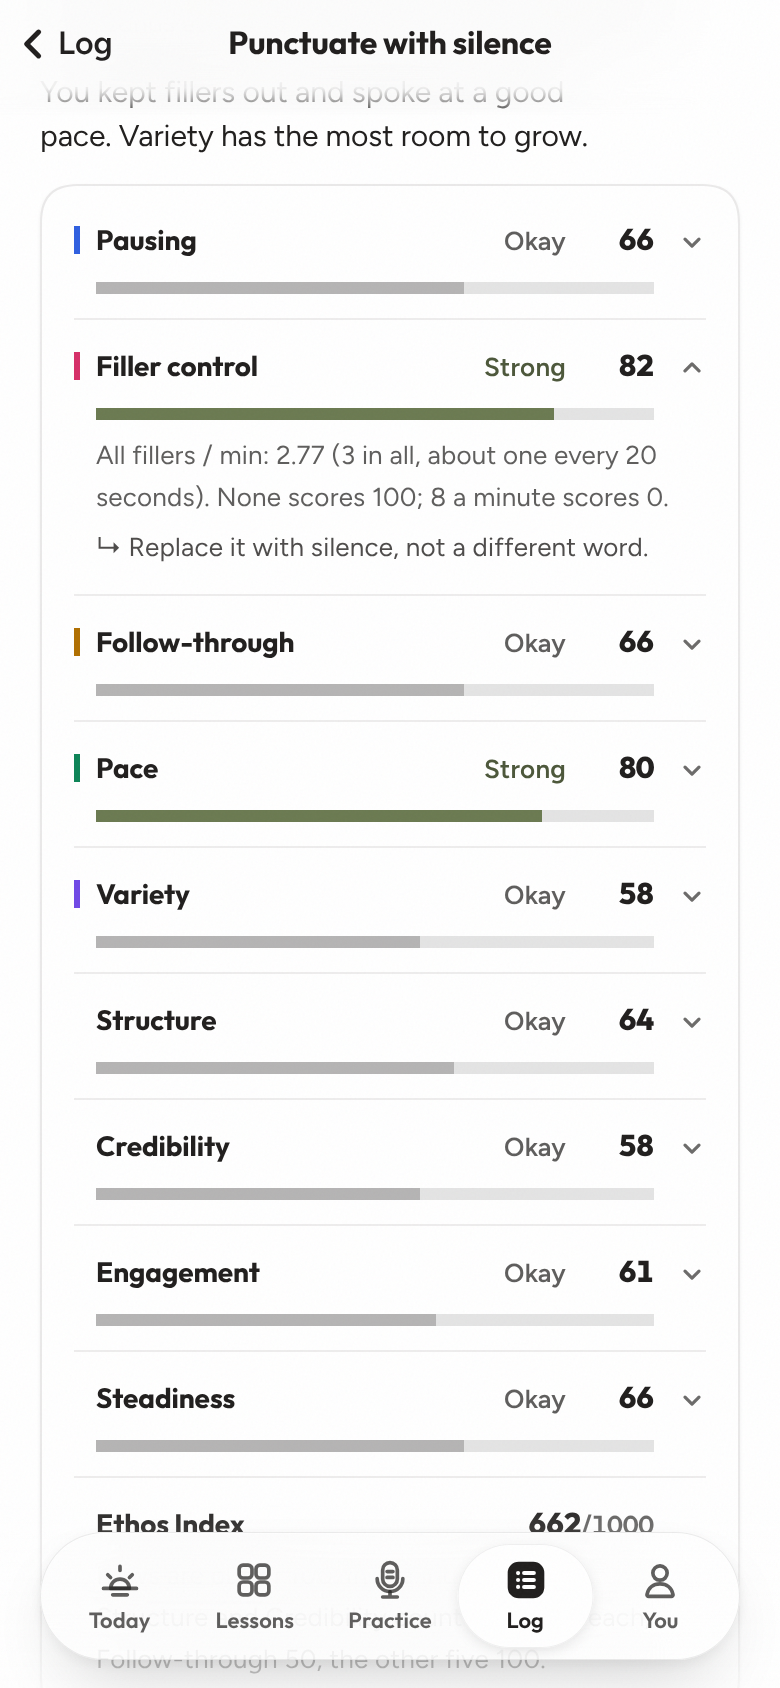 Log
Punctuate with silence
You kept fillers out and spoke at a good
pace. Variety has the most room to grow.
Pausing Okay 66
Filler control Strong 82
All fillers / min: 2.77 (3 in all, about one every 20
seconds). None scores 100; 8 a minute scores 0.
↳ Replace it with silence, not a different word.
Follow-through Okay 66
Pace Strong 80
Variety Okay 58
Structure Okay 64
Credibility Okay 58
Engagement Okay 61
Steadiness Okay 66
Ethos Index 662/1000
Follow-through 50, the other five 100.
Today Lessons Practice Log You